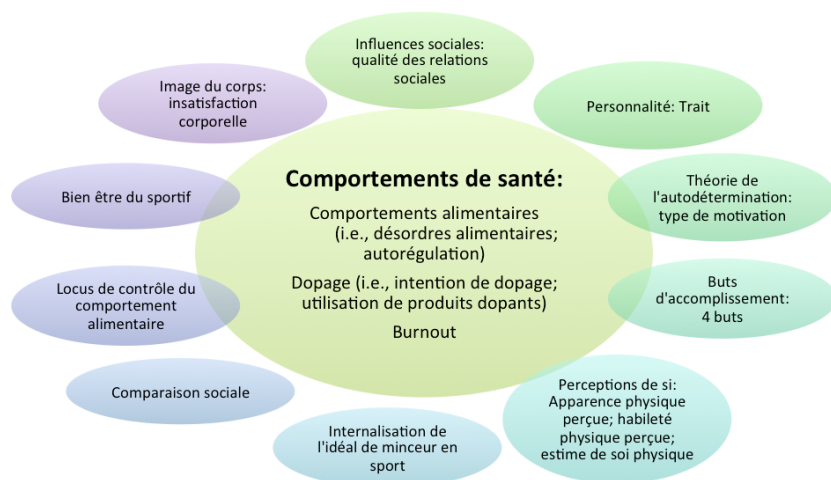 Influences sociales:
qualité des relations
sociales
Personnalité: Trait
Théorie de
l'autodétermination:
type de motivation
Buts
d'accomplissement:
4 buts
Perceptions de si:
Apparence physique
perçue; habileté
physique perçue;
estime de soi physique
Internalisation de
l'idéal de minceur en
sport
Comparaison sociale
Locus de contrôle du
comportement
alimentaire
Bien être du sportif
Image du corps:
insatisfaction
corporelle
Comportements de santé:
Comportements alimentaires
(i.e., désordres alimentaires;
autorégulation)
Dopage (i.e., intention de dopage;
utilisation de produits dopants)
Burnout